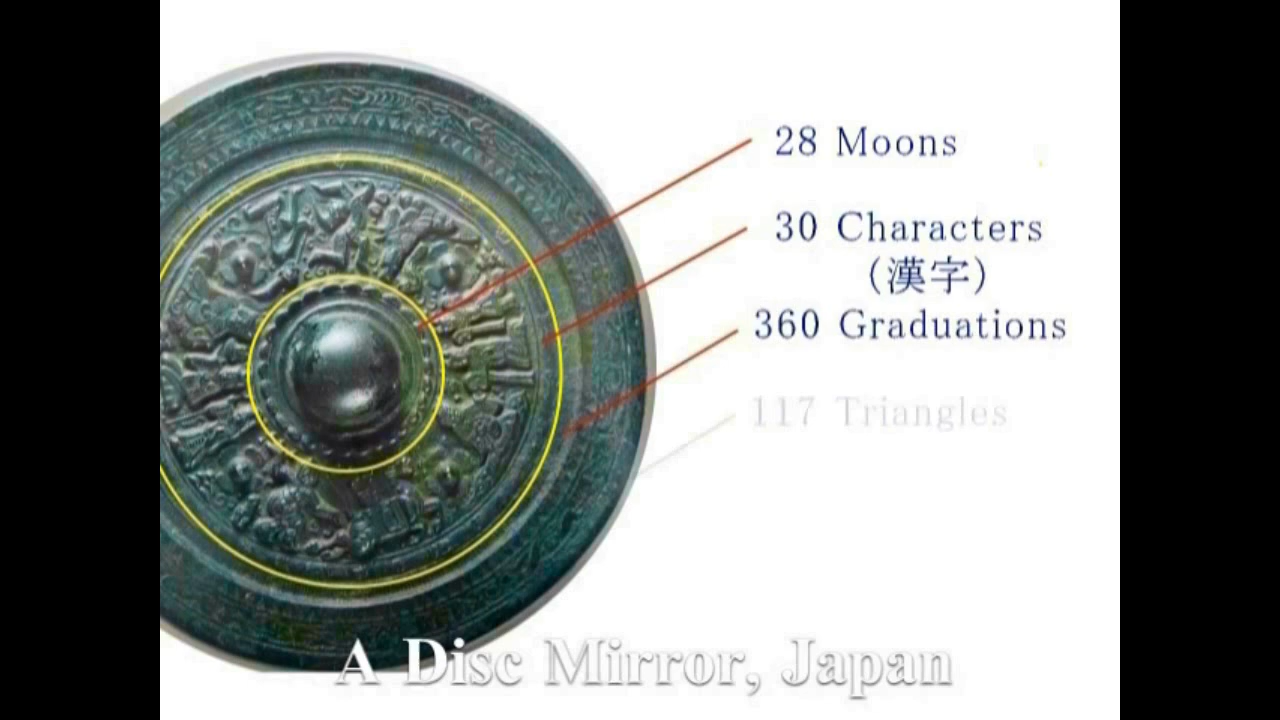 28 Moons
30 Characters
(漢字)
360 Graduations
117 Triangles
A Disc Mirror, Japan